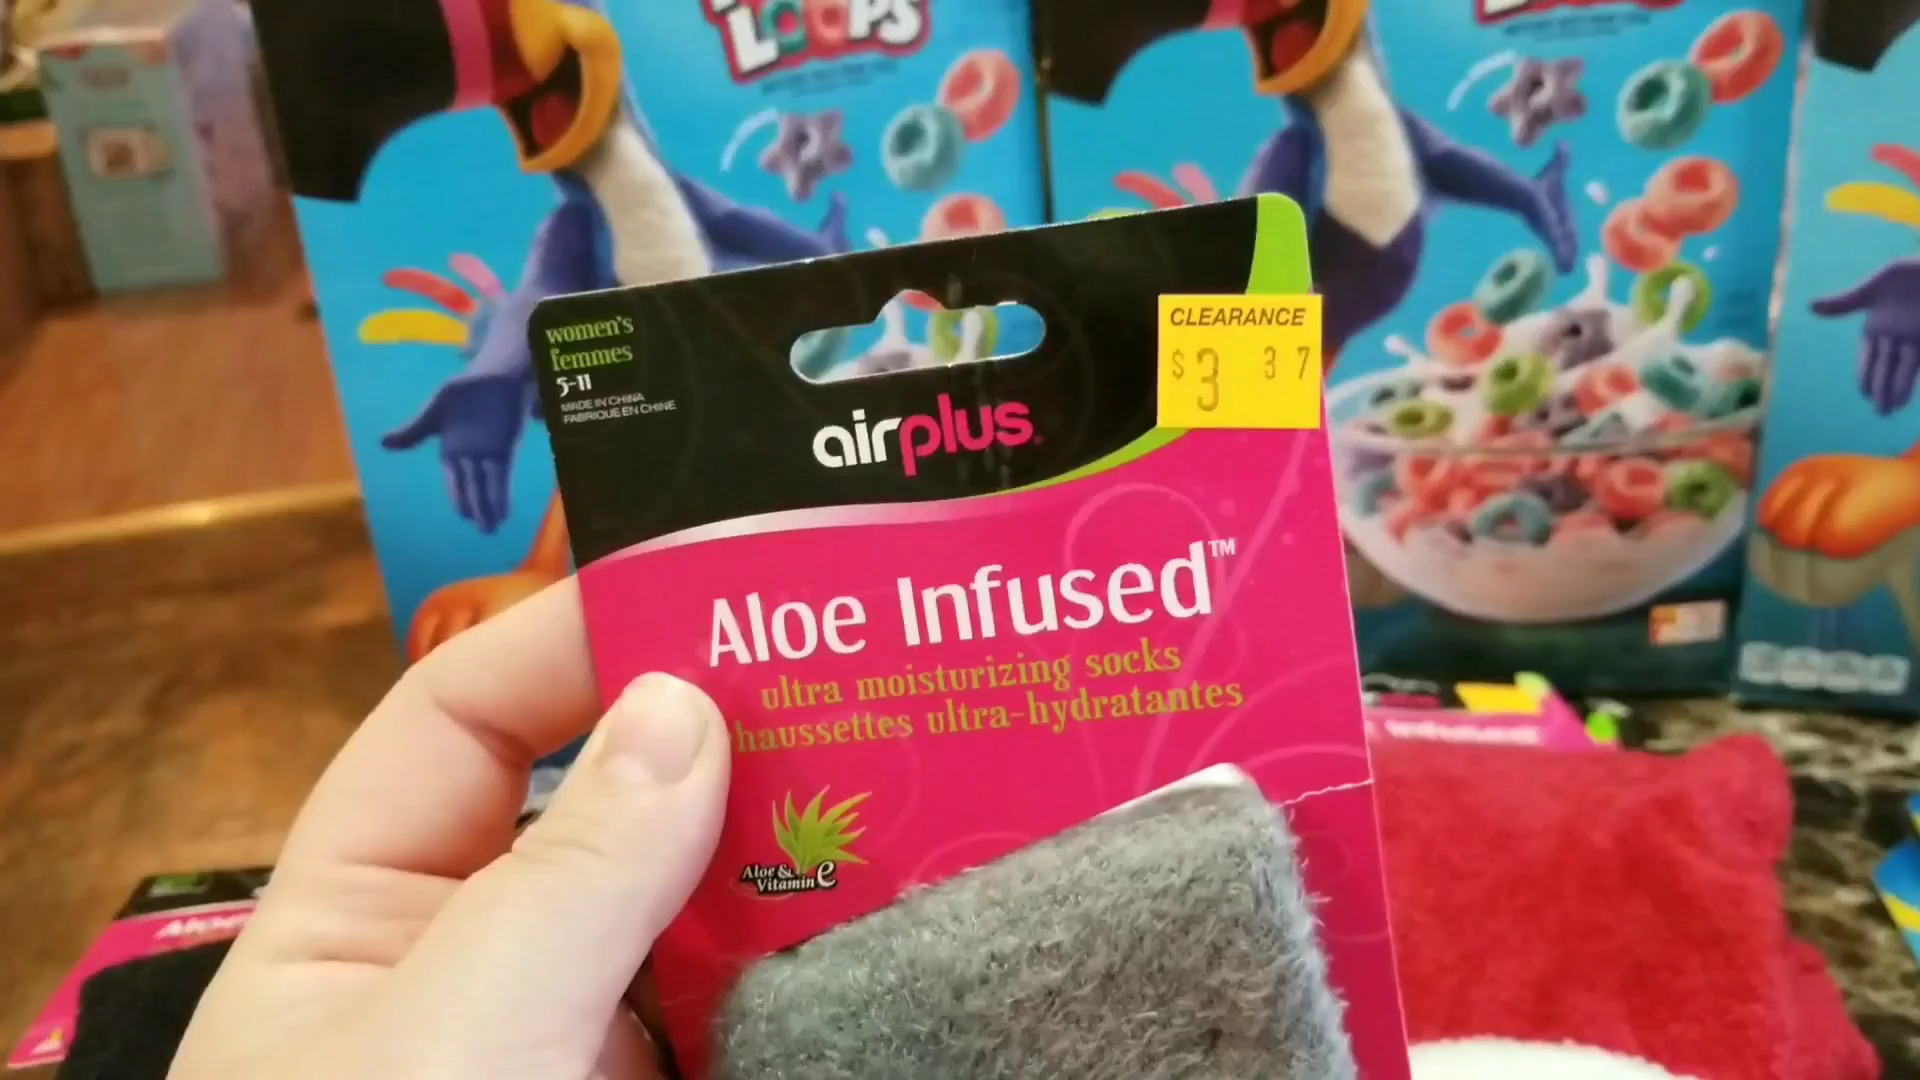 LOOPS
women's
femmes
5-11
MADE IN CHINA
FABRIQUE EN CHINE
airplus
CLEARANCE
$3 37
Aloe Infused™
ultra moisturizing socks
haussettes ultra-hydratantes
Aloe &
Vitamin e
Infused